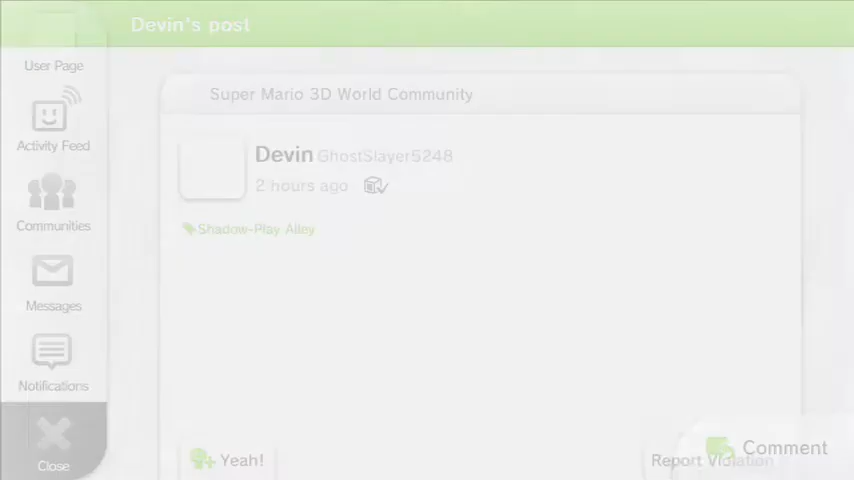 Devin's post
User Page
Super Mario 3D World Community
Activity Feed
Devin GhostSlayer5248
2 hours ago
Shadow-Play Alley
Communities
Messages
Notifications
Close
Yeah!
Report Violation
Comment